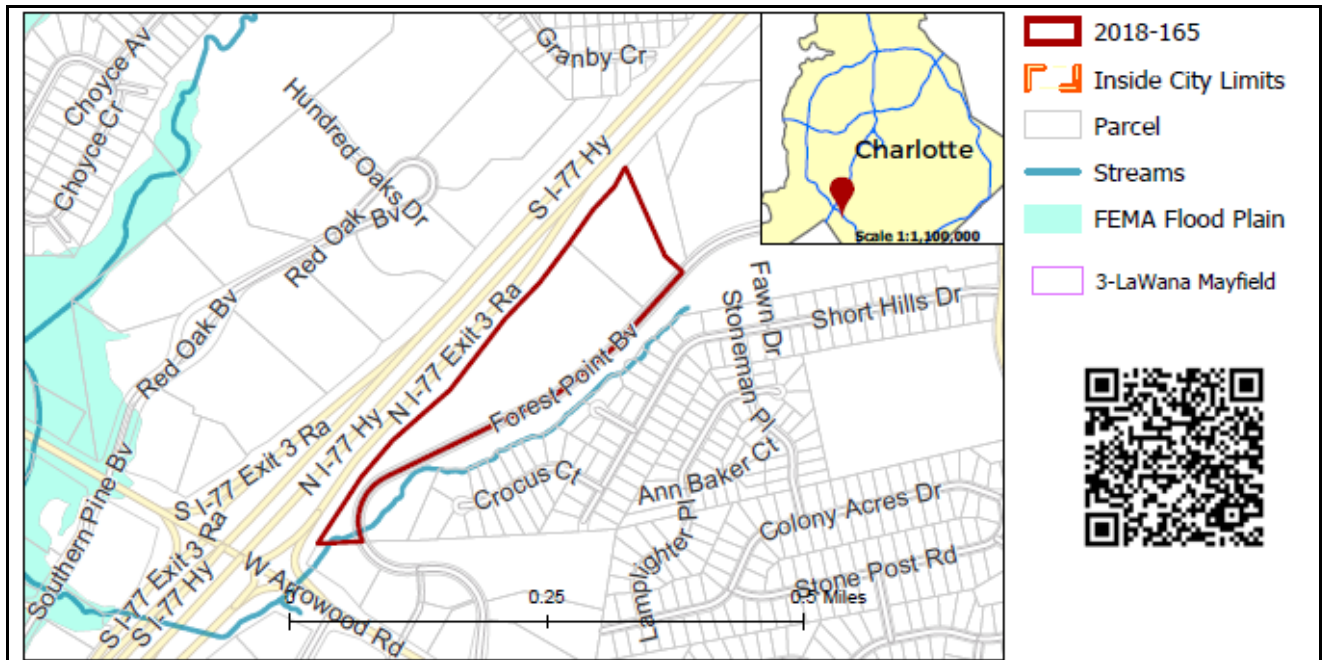 Choyce Av
Choyce Cr
Granby Cr
Hundred Oaks Dr
S I-77 Hy
Red Oak Bv
Red Oak Bv
Southern Pine Bv
N I-77 Exit 3 Ra
Forest Point Bv
S I-77 Exit 3 Ra
N I-77 Hy
S I-77 Exit 3 Ra
S I-77 Hy
W Arrowood Rd
Crocus Ct
Ann Baker Ct
Lamplighter Pl
Stoneman Pl
Fawn Dr
Short Hills Dr
Colony Acres Dr
Stone Post Rd
0
0.25
0.5 Miles
Charlotte
Scale 1:1,100,000
2018-165
Inside City Limits
Parcel
Streams
FEMA Flood Plain
3-LaWana Mayfield